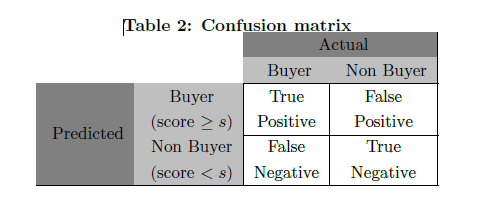 Table 2: Confusion matrix
Actual
Buyer Non Buyer
Predicted
Buyer True False
(score ≥ s) Positive Positive
Non Buyer False True
(score < s) Negative Negative